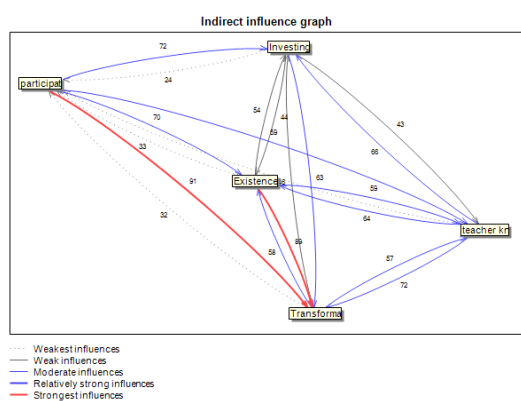 Indirect influence graph
Investing
72
participat
24
43
54
44
70
59
33
66
Existence
63
91
59
32
64
teacher kn
89
58
57
72
Transforma
Weakest influences
Weak influences
Moderate influences
Relatively strong influences
Strongest influences